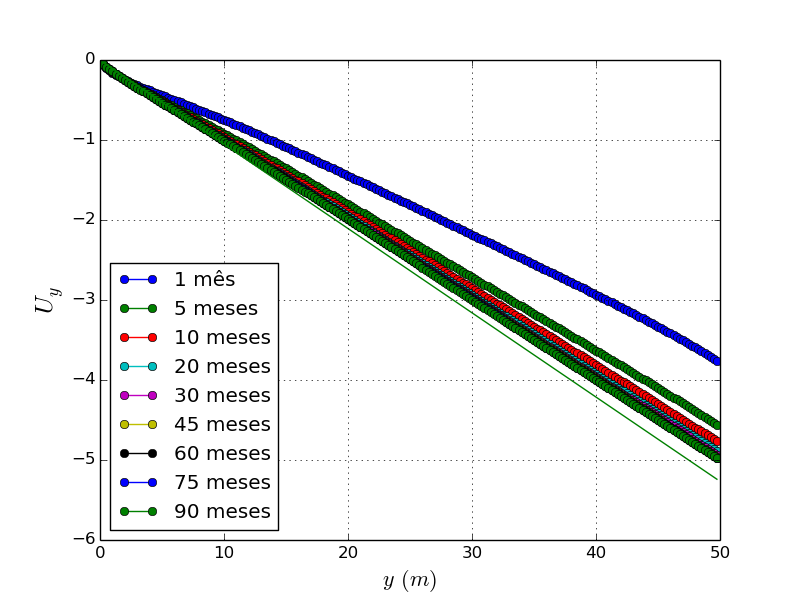 0
−1
−2
−3
−4
−5
−6
U_y
1 mês
5 meses
10 meses
20 meses
30 meses
45 meses
60 meses
75 meses
90 meses
0 10 20 30 40 50
y (m)